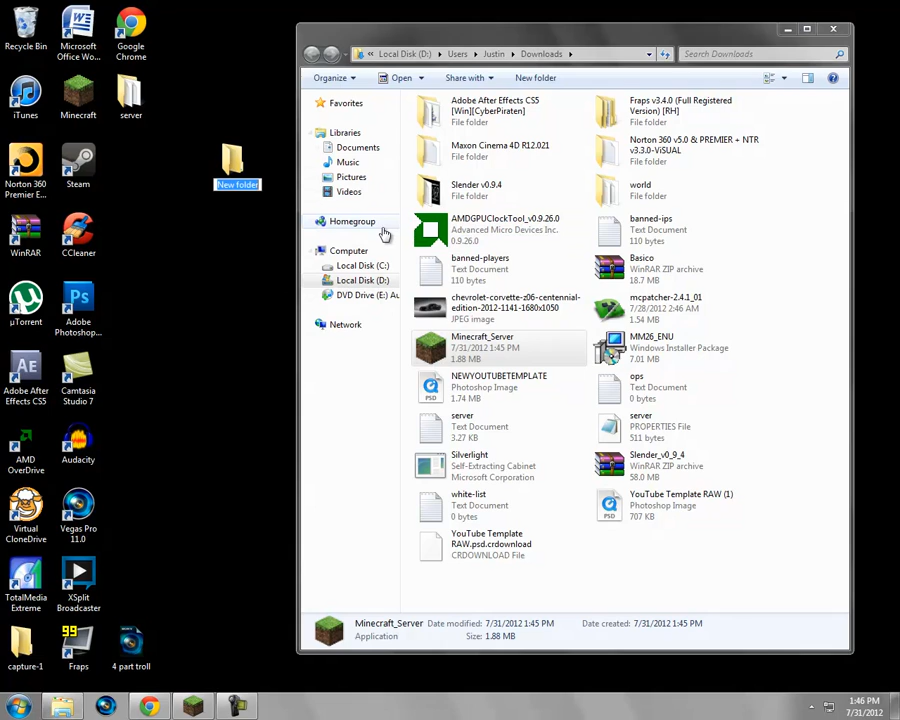 Recycle Bin
Microsoft
Office Wo...
Google
Chrome
iTunes
Minecraft
server
Norton 360
Premier E...
Steam
WinRAR
CCleaner
µTorrent
Adobe
Photoshop...
Adobe After
Effects CS5
Camtasia
Studio 7
AMD
OverDrive
Audacity
Virtual
CloneDrive
Vegas Pro
11.0
TotalMedia
Extreme
XSplit
Broadcaster
capture-1
99
Fraps
4 part troll
New folder
« Local Disk (D:) Users Justin Downloads
Search Downloads
Organize
Open
Share with
New folder
Favorites
Libraries
Documents
Music
Pictures
Videos
Homegroup
Computer
Local Disk (C:)
Local Disk (D:)
DVD Drive (E:) Au
Network
Adobe After Effects CS5
[Win][CyberPiraten]
File folder
Fraps v3.4.0 (Full Registered
Version) [RH]
File folder
Maxon Cinema 4D R12.021
File folder
Norton 360 v5.0 & PREMIER + NTR
v3.3.0-ViSUAL
File folder
Slender v0.9.4
File folder
world
File folder
AMDGPUClockTool_v0.9.26.0
Advanced Micro Devices Inc.
0.9.26.0
banned-ips
Text Document
110 bytes
banned-players
Text Document
110 bytes
Basico
WinRAR ZIP archive
18.7 MB
chevrolet-corvette-z06-centennial-
edition-2012-1141-1680x1050
JPEG image
mcpatcher-2.4.1_01
7/28/2012 2:46 AM
1.54 MB
Minecraft_Server
7/31/2012 1:45 PM
1.88 MB
MM26_ENU
Windows Installer Package
7.01 MB
NEWYOUTUBETEMPLATE
Photoshop Image
1.74 MB
PSD
ops
Text Document
0 bytes
server
Text Document
3.27 KB
server
PROPERTIES File
511 bytes
Silverlight
Self-Extracting Cabinet
Microsoft Corporation
Slender_v0_9_4
WinRAR ZIP archive
58.0 MB
white-list
Text Document
0 bytes
YouTube Template RAW (1)
Photoshop Image
707 KB
PSD
YouTube Template
RAW.psd.crdownload
CRDOWNLOAD File
Minecraft_Server Date modified: 7/31/2012 1:45 PM Date created: 7/31/2012 1:45 PM
Application Size: 1.88 MB
1:46 PM
7/31/2012